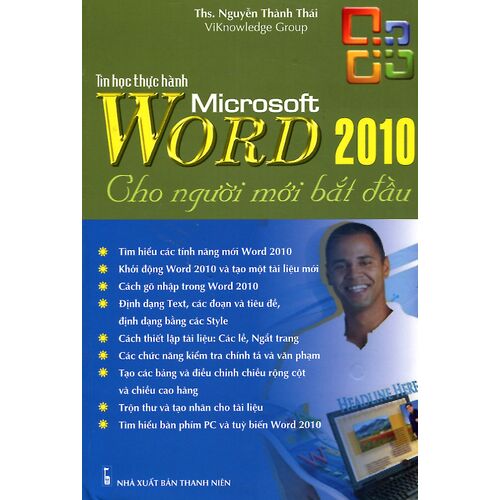 Ths. Nguyễn Thành Thái
ViKnowledge Group
Tin học thực hành
Microsoft
WORD 2010
Cho người mới bắt đầu
Tìm hiểu các tính năng mới Word 2010
Khởi động Word 2010 và tạo một tài liệu mới
Cách gõ nhập trong Word 2010
Định dạng Text, các đoạn và tiêu đề,
định dạng bằng các Style
Cách thiết lập tài liệu: Các lề, Ngắt trang
Các chức năng kiểm tra chính tả và văn phạm
Tạo các bảng và điều chỉnh chiều rộng cột
và chiều cao hàng
Trộn thư và tạo nhãn cho tài liệu
Tìm hiểu bàn phím PC và tuỳ biến Word 2010
HEADLINE HERE
NHÀ XUẤT BẢN THANH NIÊN